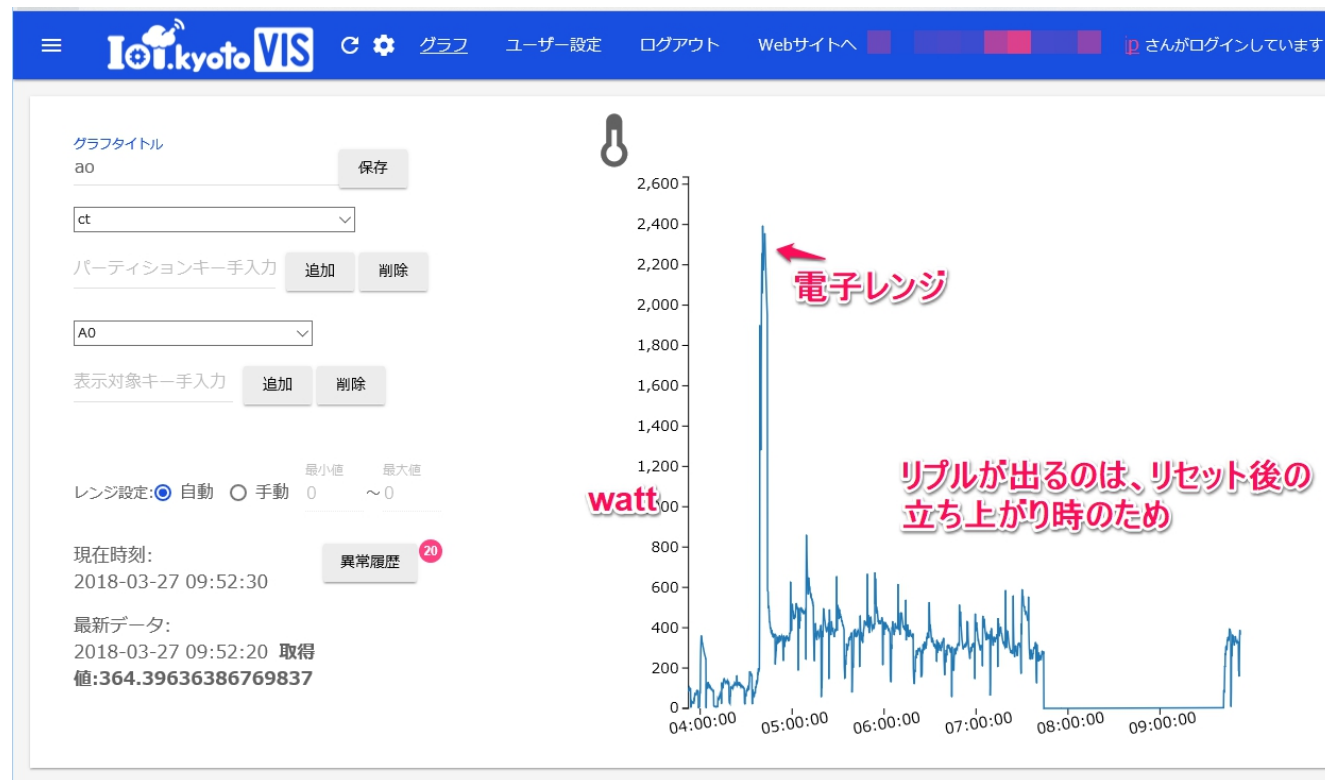 IoT.kyoto VIS グラフ ユーザー設定 ログアウト Webサイトへ jp さんがログインしています
グラフタイトル
ao 保存
ct
パーティションキー手入力 追加 削除
A0
表示対象キー手入力 追加 削除
最小値 最大値
レンジ設定: 自動 手動 0 ～0
現在時刻:
2018-03-27 09:52:30
異常履歴 20
最新データ:
2018-03-27 09:52:20 取得
値:364.39636386769837
2,600
2,400
2,200
2,000
1,800
1,600
1,400
1,200
800
600
400
200
0
watt
電子レンジ
リプルが出るのは、リセット後の
立ち上がり時のため
04:00:00 05:00:00 06:00:00 07:00:00 08:00:00 09:00:00